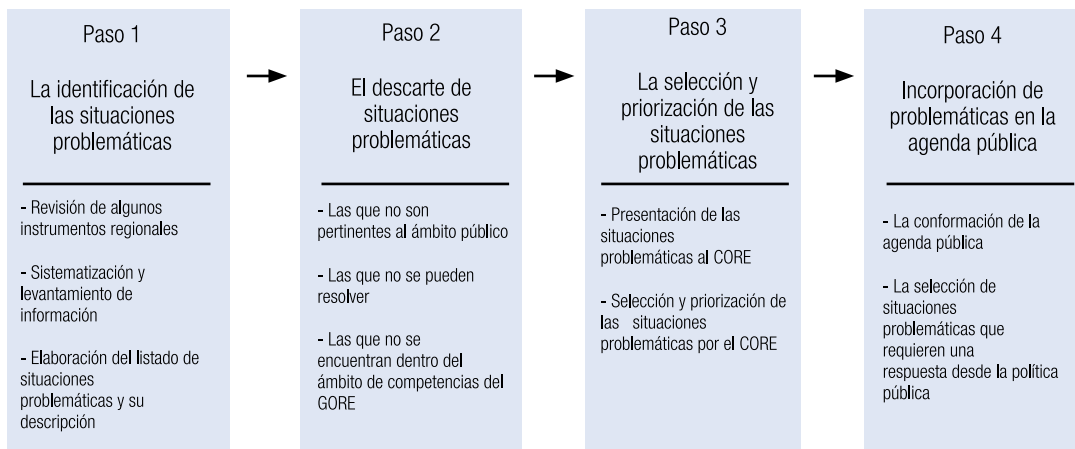 Paso 1
La identificación de
las situaciones
problemáticas
- Revisión de algunos
instrumentos regionales
- Sistematización y
levantamiento de
información
- Elaboración del listado de
situaciones
problemáticas y su
descripción
Paso 2
El descarte de
situaciones
problemáticas
- Las que no son
pertinentes al ámbito público
- Las que no se pueden
resolver
- Las que no se
encuentran dentro del
ámbito de competencias del
GORE
Paso 3
La selección y
priorización de las
situaciones
problemáticas
- Presentación de las
situaciones
problemáticas al CORE
- Selección y priorización de
las situaciones
problemáticas por el CORE
Paso 4
Incorporación de
problemáticas en la
agenda pública
- La conformación de la
agenda pública
- La selección de
situaciones
problemáticas que
requieren una
respuesta desde la política
pública